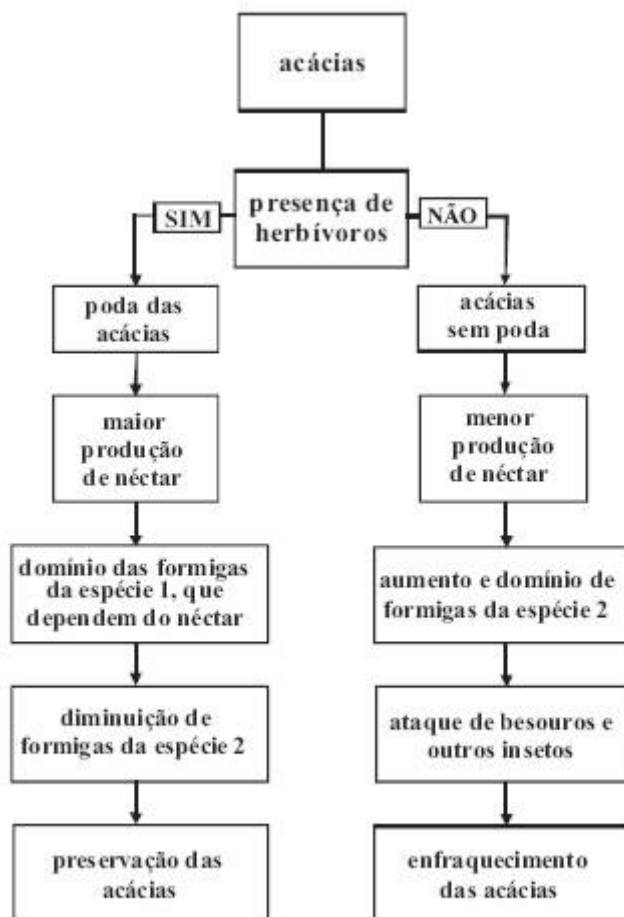 acácias
presença de
herbívoros
SIM
NÃO
poda das
acácias
maior
produção
de néctar
domínio das formigas
da espécie 1, que
dependem do néctar
diminuição de
formigas da espécie 2
preservação das
acácias
acácias
sem poda
menor
produção
de néctar
aumento e domínio de
formigas da espécie 2
ataque de besouros e
outros insetos
enfraquecimento
das acácias